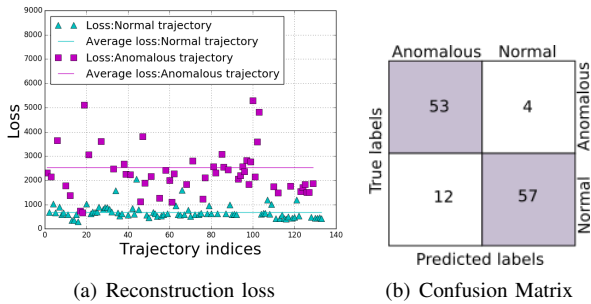 9000
8000
7000
6000
5000
4000
3000
2000
1000
0
Loss
Loss:Normal trajectory
Average loss:Normal trajectory
Loss:Anomalous trajectory
Average loss:Anomalous trajectory
0 20 40 60 80 100 120 140
Trajectory indices
(a) Reconstruction loss
Anomalous Normal
True labels
53 4
Anomalous
12 57
Normal
Predicted labels
(b) Confusion Matrix